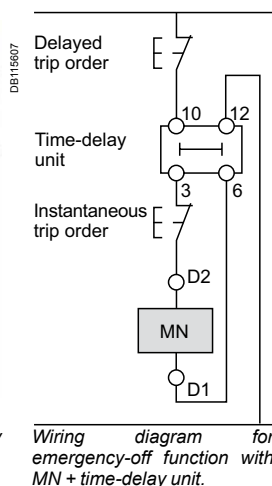 DB115607
Delayed
trip order
10 12
Time-delay
unit
3 6
Instantaneous
trip order
D2
MN
D1
y
Wiring diagram for
emergency-off function with
MN + time-delay unit.